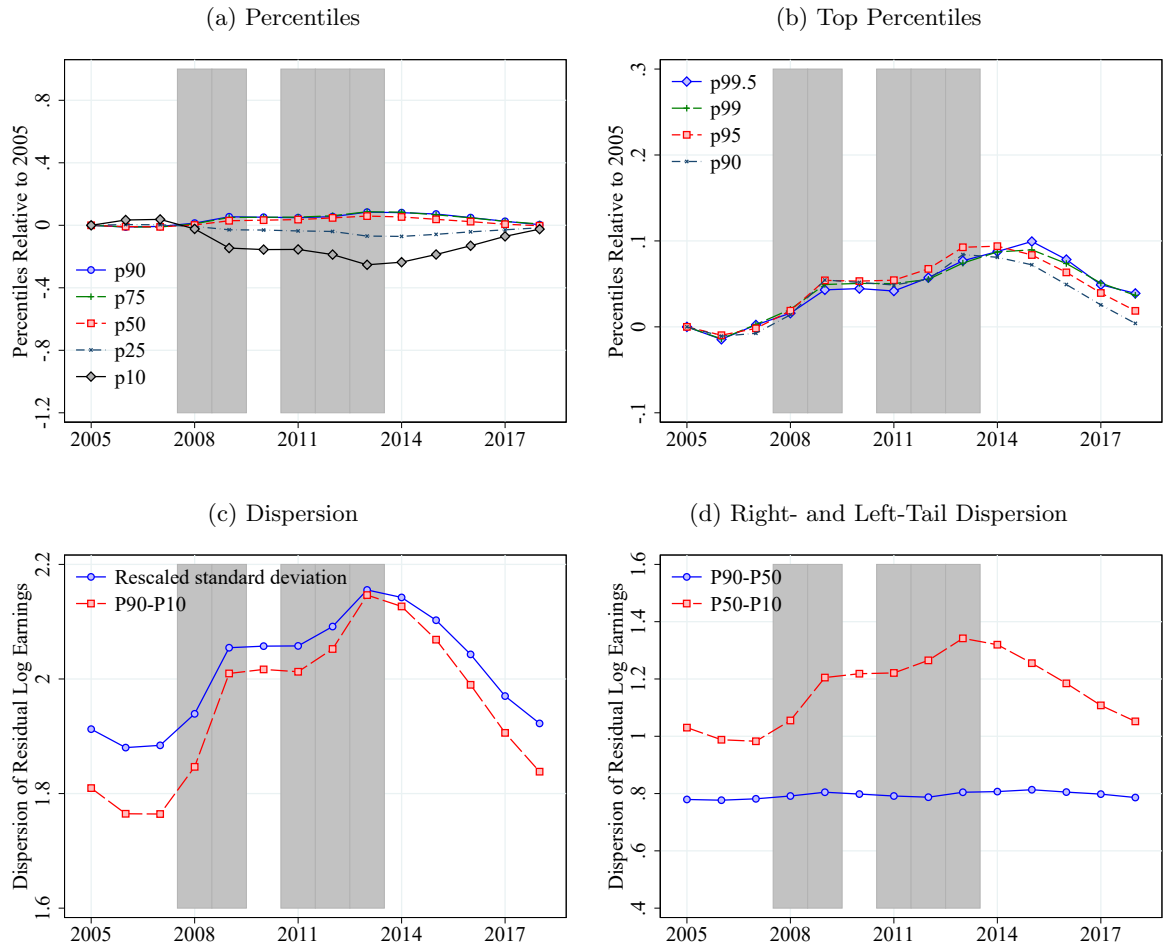 (a) Percentiles
Percentiles Relative to 2005
.8
.4
0
-.4
-.8
-1.2
p90
p75
p50
p25
p10
2005 2008 2011 2014 2017
(b) Top Percentiles
Percentiles Relative to 2005
.3
.2
.1
0
-.1
p99.5
p99
p95
p90
2005 2008 2011 2014 2017
(c) Dispersion
Dispersion of Residual Log Earnings
2.2
2
1.8
1.6
Rescaled standard deviation
P90-P10
2005 2008 2011 2014 2017
(d) Right- and Left-Tail Dispersion
Dispersion of Residual Log Earnings
1.6
1.4
1.2
1
.8
.6
.4
P90-P50
P50-P10
2005 2008 2011 2014 2017